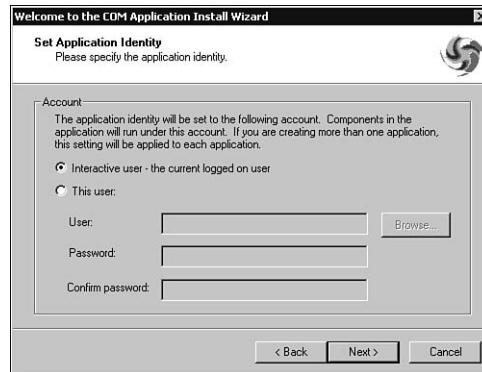 Welcome to the COM Application Install Wizard
Set Application Identity
Please specify the application identity.
Account
The application identity will be set to the following account. Components in the
application will run under this account. If you are creating more than one application,
this setting will be applied to each application.
Interactive user - the current logged on user
This user:
User:
Browse...
Password:
Confirm password:
< Back
Next >
Cancel